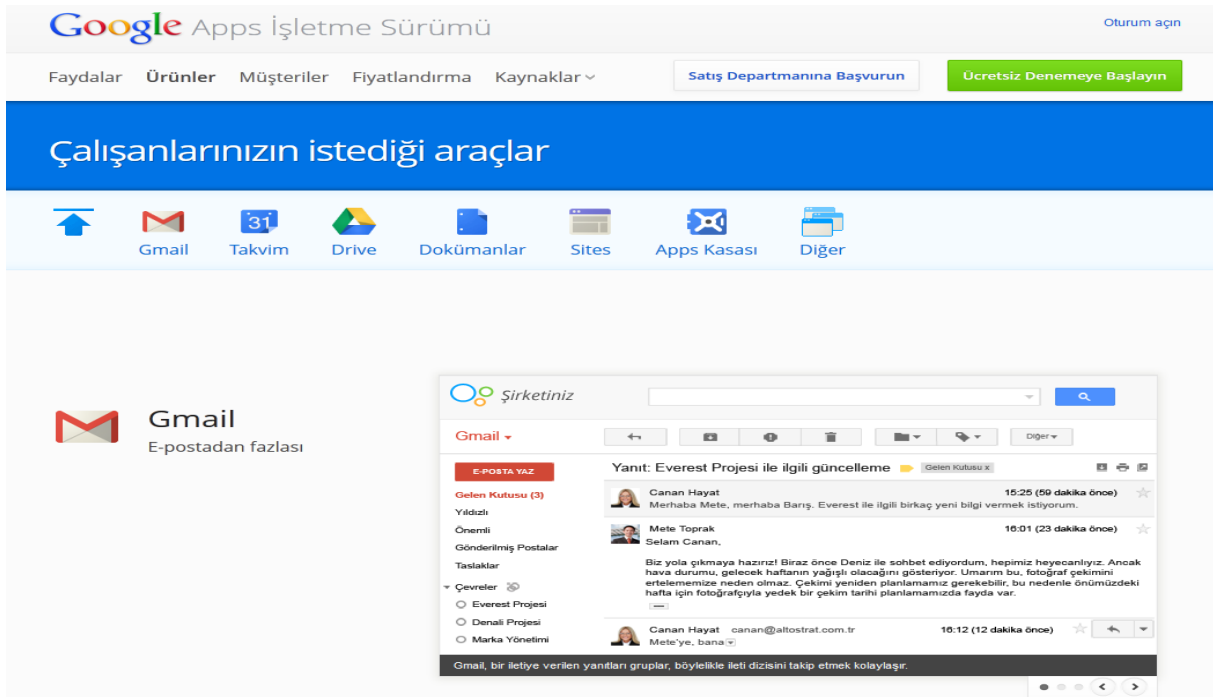 Google Apps İşletme Sürümü
Oturum açın
Faydalar Ürünler Müşteriler Fiyatlandırma Kaynaklar
Satış Departmanına Başvurun
Ücretsiz Denemeye Başlayın
Çalışanlarınızın istediği araçlar
31
Gmail Takvim Drive Dokümanlar Sites Apps Kasası Diğer
Gmail
E-postadan fazlası
Şirketiniz
Gmail
Diğer
E-POSTA YAZ
Gelen Kutusu (3)
Yıldızlı
Önemli
Gönderilmiş Postalar
Taslaklar
Çevreler
Everest Projesi
Denali Projesi
Marka Yönetimi
Yanıt: Everest Projesi ile ilgili güncelleme Gelen Kutusu x
Canan Hayat 15:25 (59 dakika önce)
Merhaba Mete, merhaba Barış. Everest ile ilgili birkaç yeni bilgi vermek istiyorum.
Mete Toprak 16:01 (23 dakika önce)
Selam Canan,
Biz yola çıkmaya hazırız! Biraz önce Deniz ile sohbet ediyordum, hepimiz heyecanlıyız. Ancak
hava durumu, gelecek haftanın yağışlı olacağını gösteriyor. Umarım bu, fotoğraf çekimini
ertelememize neden olmaz. Çekimi yeniden planlamamız gerekebilir, bu nedenle önümüzdeki
hafta için fotoğrafçıyla yedek bir çekim tarihi planlamamızda fayda var.
Canan Hayat canan@altostrat.com.tr 16:12 (12 dakika önce)
Mete'ye, bana
Gmail, bir iletiye verilen yanıtları gruplar, böylelikle ileti dizisini takip etmek kolaylaşır.